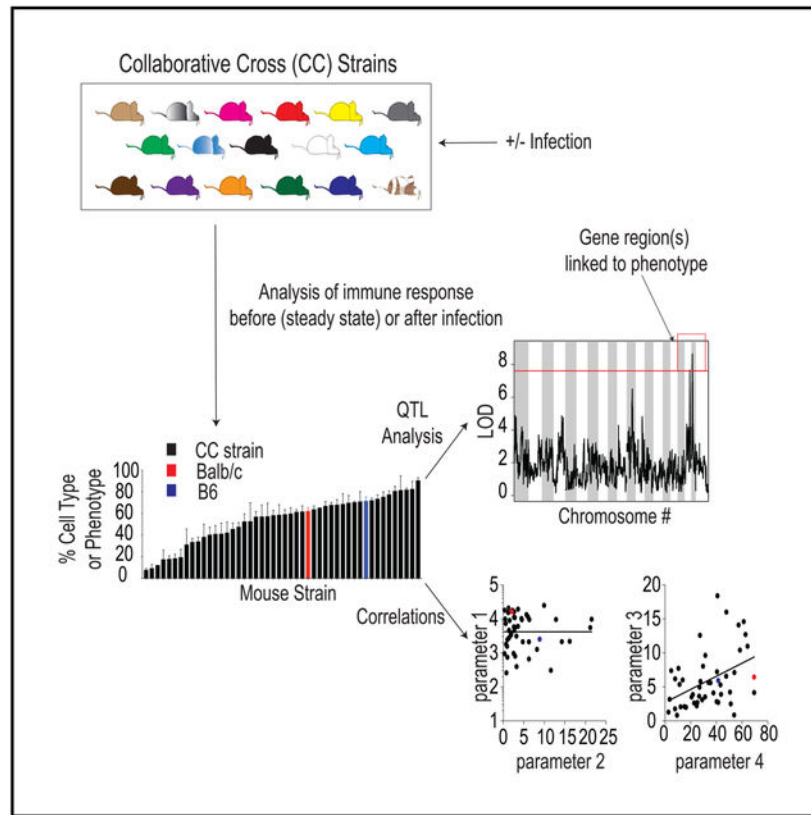 Collaborative Cross (CC) Strains
+/- Infection
Gene region(s)
linked to phenotype
Analysis of immune response
before (steady state) or after infection
QTL
Analysis
LOD
8
6
4
2
0
Chromosome #
CC strain
Balb/c
B6
% Cell Type
or Phenotype
100
80
60
40
20
0
Mouse Strain
Correlations
parameter 1
5
4
3
2
1
0 5 10 15 20 25
parameter 2
parameter 3
20
15
10
5
0
0 20 40 60 80
parameter 4